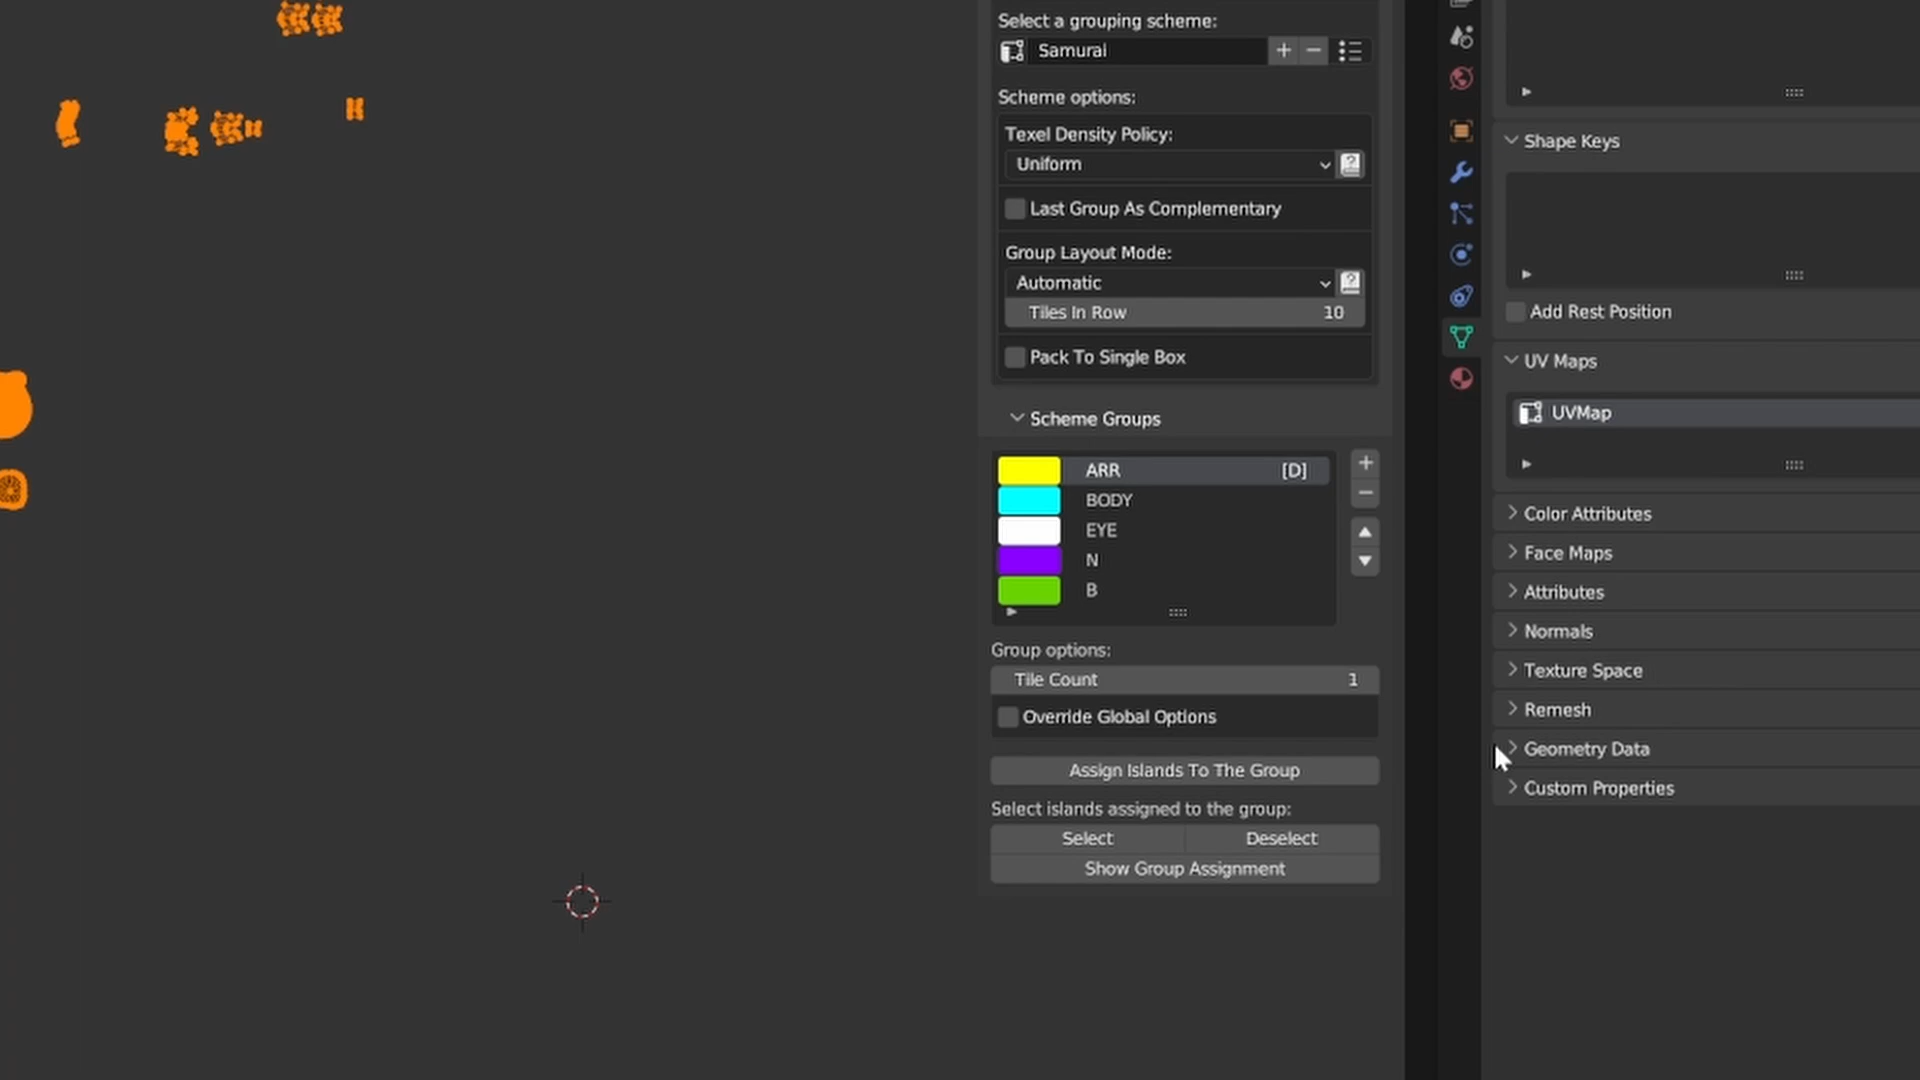 Select a grouping scheme:
Samurai
Scheme options:
Texel Density Policy:
Uniform
Last Group As Complementary
Group Layout Mode:
Automatic
Tiles In Row 10
Pack To Single Box
Scheme Groups
ARR [D]
BODY
EYE
N
B
Group options:
Tile Count 1
Override Global Options
Assign Islands To The Group
Select islands assigned to the group:
Select Deselect
Show Group Assignment
Shape Keys
Add Rest Position
UV Maps
UVMap
Color Attributes
Face Maps
Attributes
Normals
Texture Space
Remesh
Geometry Data
Custom Properties